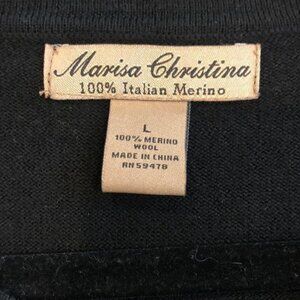 Marisa Christina
100% Italian Merino
L
100% MERINO
WOOL
MADE IN CHINA
RN 59478